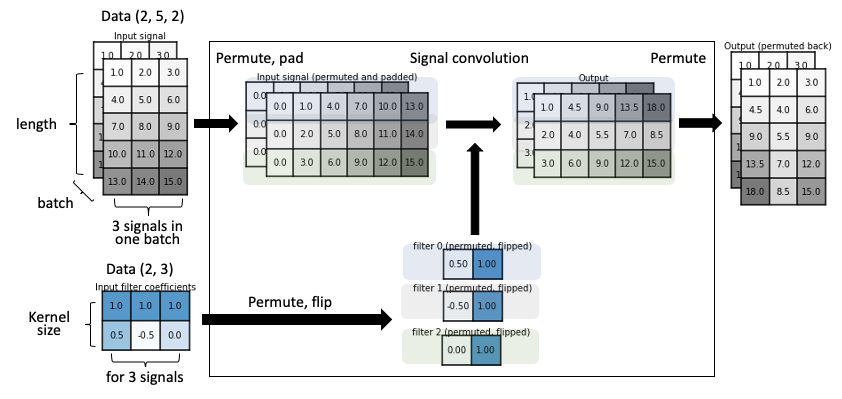 Data (2, 5, 2)
Input signal
1.0 2.0 3.0
1.0 2.0 3.0
4.0 5.0 6.0
7.0 8.0 9.0
10.0 11.0 12.0
13.0 14.0 15.0
length
batch
3 signals in
one batch
Data (2, 3)
Input filter coefficients
1.0 1.0 1.0
0.5 -0.5 0.0
Kernel
size
for 3 signals
Permute, pad
Signal convolution
Permute
Input signal (permuted and padded)
0.0
0.0 1.0 4.0 7.0 10.0 13.0
0.0
0.0 2.0 5.0 8.0 11.0 14.0
0.0
0.0 3.0 6.0 9.0 12.0 15.0
Output
1.0 4.5 9.0 13.5 18.0
2.0 4.0 5.5 7.0 8.5
3.0 6.0 9.0 12.0 15.0
Permute, flip
filter 0 (permuted, flipped)
0.50 1.00
filter 1 (permuted, flipped)
-0.50 1.00
filter 2 (permuted, flipped)
0.00 1.00
Output (permuted back)
1.0 2.0 3.0
1.0 2.0 3.0
4.5 4.0 6.0
9.0 5.5 9.0
13.5 7.0 12.0
18.0 8.5 15.0